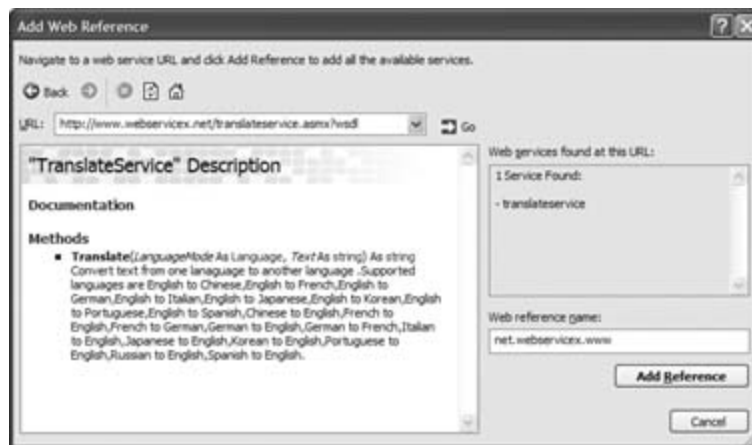 Add Web Reference
Navigate to a web service URL and click Add Reference to add all the available services.
Back
URL: http://www.webservicex.net/translateservice.asmx?wsdl
Go
"TranslateService" Description
Documentation
Methods
Translate(LanguageMode As Language, Text As string) As string
Convert text from one lanaguage to another language .Supported
languages are English to Chinese,English to French,English to
German,English to Italian,English to Japanese,English to Korean,English
to Portuguese,English to Spanish,Chinese to English,French to
English,French to German,German to English,German to French,Italian
to English,Japanese to English,Korean to English,Portuguese to
English,Russian to English,Spanish to English.
Web services found at this URL:
1 Service Found:
- translateservice
Web reference name:
net.webservicex.www
Add Reference
Cancel